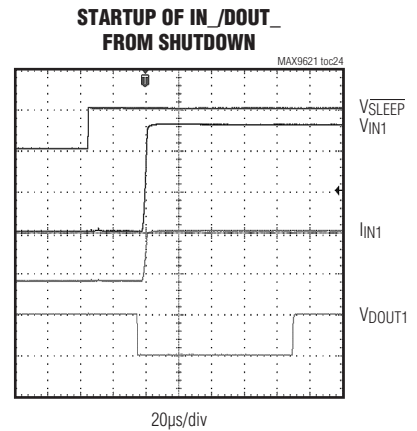 STARTUP OF IN_/DOUT_
FROM SHUTDOWN
MAX9621 toc24
VSLEEP
VIN1
IIN1
VDOUT1
20µs/div